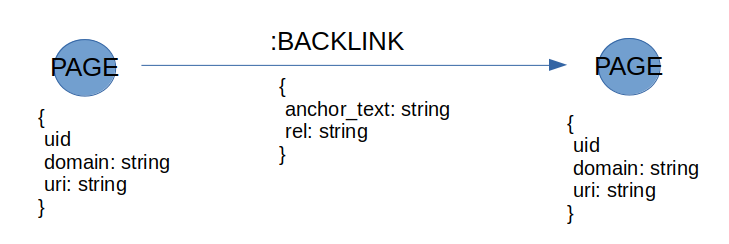 :BACKLINK
PAGE
PAGE
{
uid
domain: string
uri: string
}
{
anchor_text: string
rel: string
}
{
uid
domain: string
uri: string
}